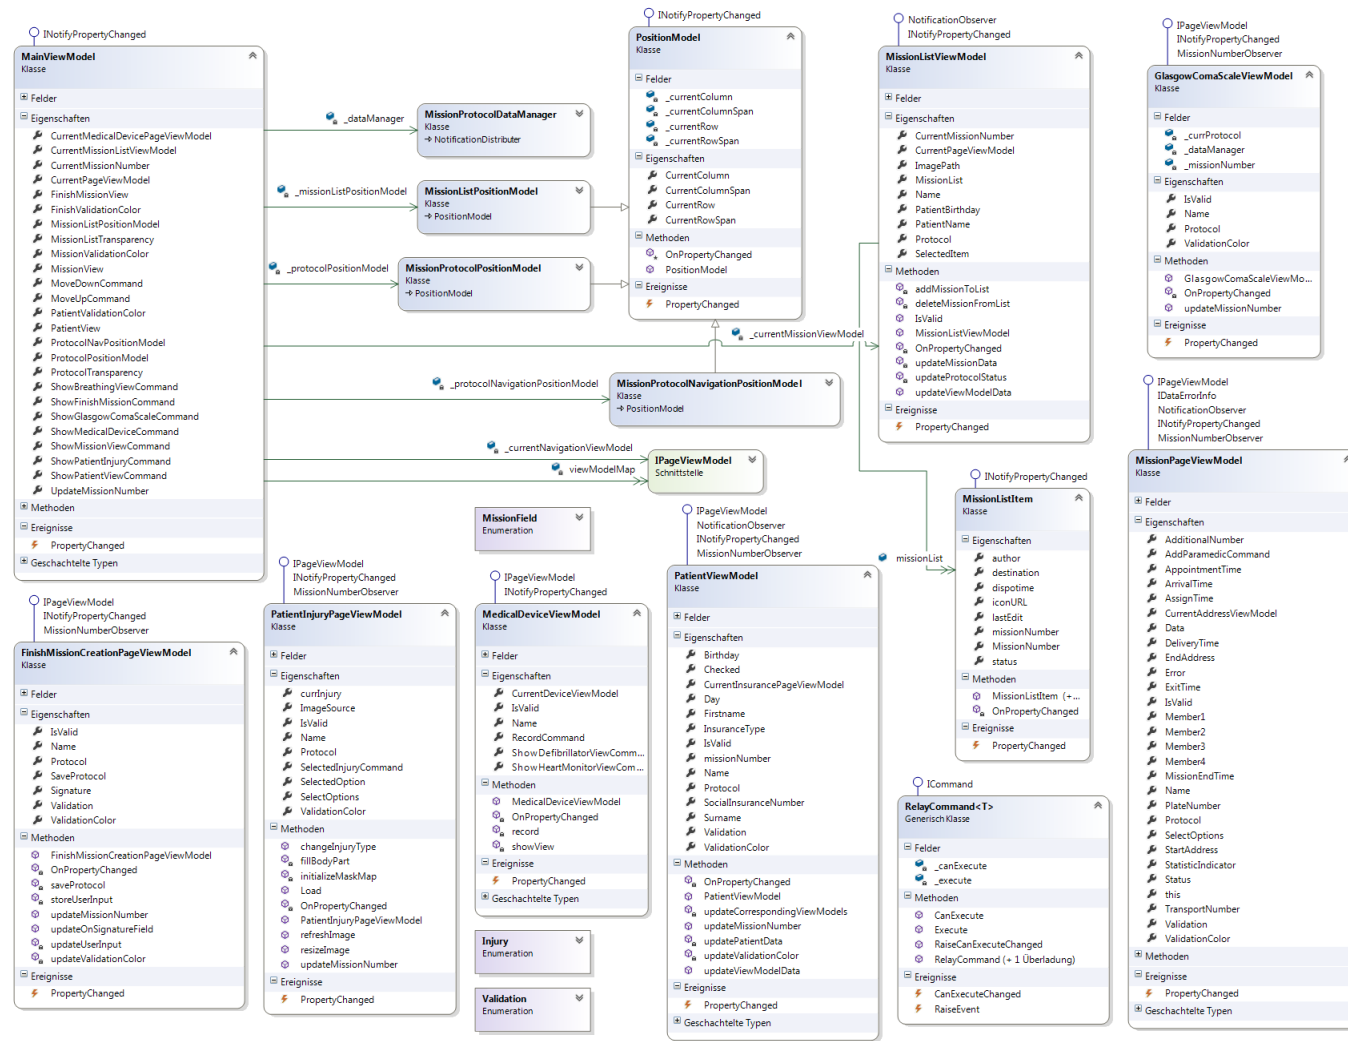 INotifyPropertyChanged
MainViewModel
Klasse
Felder
Eigenschaften
CurrentMedicalDevicePageViewModel
CurrentMissionListViewModel
CurrentMissionNumber
CurrentPageViewModel
FinishMissionView
FinishValidationColor
MissionListPositionModel
MissionListTransparency
MissionValidationColor
MissionView
MoveDownCommand
MoveUpCommand
PatientValidationColor
PatientView
ProtocolNavPositionModel
ProtocolPositionModel
ProtocolTransparency
ShowBreathingViewCommand
ShowFinishMissionCommand
ShowGlasgowComaScaleCommand
ShowMedicalDeviceCommand
ShowMissionViewCommand
ShowPatientInjuryCommand
ShowPatientViewCommand
UpdateMissionNumber
Methoden
Ereignisse
PropertyChanged
Geschachtelte Typen
_dataManager
_missionListPositionModel
_protocolPositionModel
_currentMissionViewModel
_protocolNavigationPositionModel
_currentNavigationViewModel
viewModelMap
MissionProtocolDataManager
Klasse
NotificationDistributer
MissionListPositionModel
Klasse
PositionModel
MissionProtocolPositionModel
Klasse
PositionModel
INotifyPropertyChanged
PositionModel
Klasse
Felder
_currentColumn
_currentColumnSpan
_currentRow
_currentRowSpan
Eigenschaften
CurrentColumn
CurrentColumnSpan
CurrentRow
CurrentRowSpan
Methoden
OnPropertyChanged
PositionModel
Ereignisse
PropertyChanged
MissionProtocolNavigationPositionModel
Klasse
PositionModel
IPageViewModel
Schnittstelle
NotificationObserver
INotifyPropertyChanged
MissionListViewModel
Klasse
Felder
Eigenschaften
CurrentMissionNumber
CurrentPageViewModel
ImagePath
MissionList
Name
PatientBirthday
PatientName
Protocol
SelectedItem
Methoden
addMissionToList
deleteMissionFromList
IsValid
MissionListViewModel
OnPropertyChanged
updateMissionData
updateProtocolStatus
updateViewModelData
Ereignisse
PropertyChanged
IPageViewModel
INotifyPropertyChanged
MissionNumberObserver
GlasgowComaScaleViewModel
Klasse
Felder
_currProtocol
_dataManager
_missionNumber
Eigenschaften
IsValid
Name
Protocol
ValidationColor
Methoden
GlasgowComaScaleViewMo...
OnPropertyChanged
updateMissionNumber
Ereignisse
PropertyChanged
IPageViewModel
IDataErrorInfo
NotificationObserver
INotifyPropertyChanged
MissionNumberObserver
MissionPageViewModel
Klasse
Felder
Eigenschaften
AdditionalNumber
AddParamedicCommand
AppointmentTime
ArrivalTime
AssignTime
CurrentAddressViewModel
Data
DeliveryTime
EndAddress
Error
ExitTime
IsValid
Member1
Member2
Member3
Member4
MissionEndTime
Name
PlateNumber
Protocol
SelectOptions
StartAddress
StatisticIndicator
Status
this
TransportNumber
Validation
ValidationColor
Methoden
Ereignisse
PropertyChanged
Geschachtelte Typen
missionList
INotifyPropertyChanged
MissionListItem
Klasse
Eigenschaften
author
destination
dispotime
iconURL
lastEdit
missionNumber
MissionNumber
status
Methoden
MissionListItem (+...
OnPropertyChanged
Ereignisse
PropertyChanged
ICommand
RelayCommand<T>
Generisch Klasse
Felder
_canExecute
_execute
Methoden
CanExecute
Execute
RaiseCanExecuteChanged
RelayCommand (+ 1 Überladung)
Ereignisse
CanExecuteChanged
RaiseEvent
IPageViewModel
INotifyPropertyChanged
MissionNumberObserver
FinishMissionCreationPageViewModel
Klasse
Felder
Eigenschaften
IsValid
Name
Protocol
SaveProtocol
Signature
Validation
ValidationColor
Methoden
FinishMissionCreationPageViewModel
OnPropertyChanged
saveProtocol
storeUserInput
updateMissionNumber
updateOnSignatureField
updateUserInput
updateValidationColor
Ereignisse
PropertyChanged
IPageViewModel
INotifyPropertyChanged
MissionNumberObserver
PatientInjuryPageViewModel
Klasse
Felder
Eigenschaften
currInjury
ImageSource
IsValid
Name
Protocol
SelectedInjuryCommand
SelectedOption
SelectOptions
ValidationColor
Methoden
changeInjuryType
fillBodyPart
initializeMaskMap
Load
OnPropertyChanged
PatientInjuryPageViewModel
refreshImage
resizeImage
updateMissionNumber
Ereignisse
PropertyChanged
MissionField
Enumeration
IPageViewModel
INotifyPropertyChanged
MedicalDeviceViewModel
Klasse
Felder
Eigenschaften
CurrentDeviceViewModel
IsValid
Name
RecordCommand
ShowDefibrillatorViewComm...
ShowHeartMonitorViewCom...
Methoden
MedicalDeviceViewModel
OnPropertyChanged
record
showView
Ereignisse
PropertyChanged
Geschachtelte Typen
Injury
Enumeration
Validation
Enumeration
IPageViewModel
NotificationObserver
INotifyPropertyChanged
MissionNumberObserver
PatientViewModel
Klasse
Felder
Eigenschaften
Birthday
Checked
CurrentInsurancePageViewModel
Day
Firstname
InsuranceType
IsValid
missionNumber
Name
Protocol
SocialInsuranceNumber
Surname
Validation
ValidationColor
Methoden
OnPropertyChanged
PatientViewModel
updateCorrespondingViewModels
updateMissionNumber
updatePatientData
updateValidationColor
updateViewModelData
Ereignisse
PropertyChanged
Geschachtelte Typen